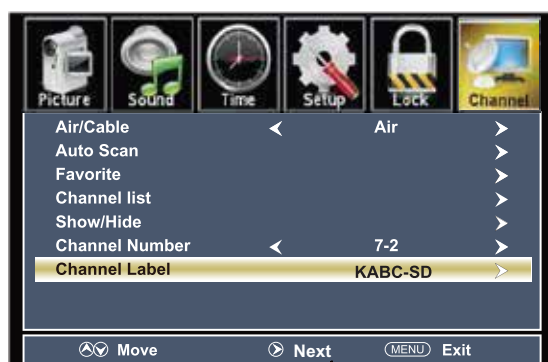 Picture Sound Time Setup Lock Channel
Air/Cable Air
Auto Scan
Favorite
Channel list
Show/Hide
Channel Number 7-2
Channel Label KABC-SD
Move Next MENU Exit